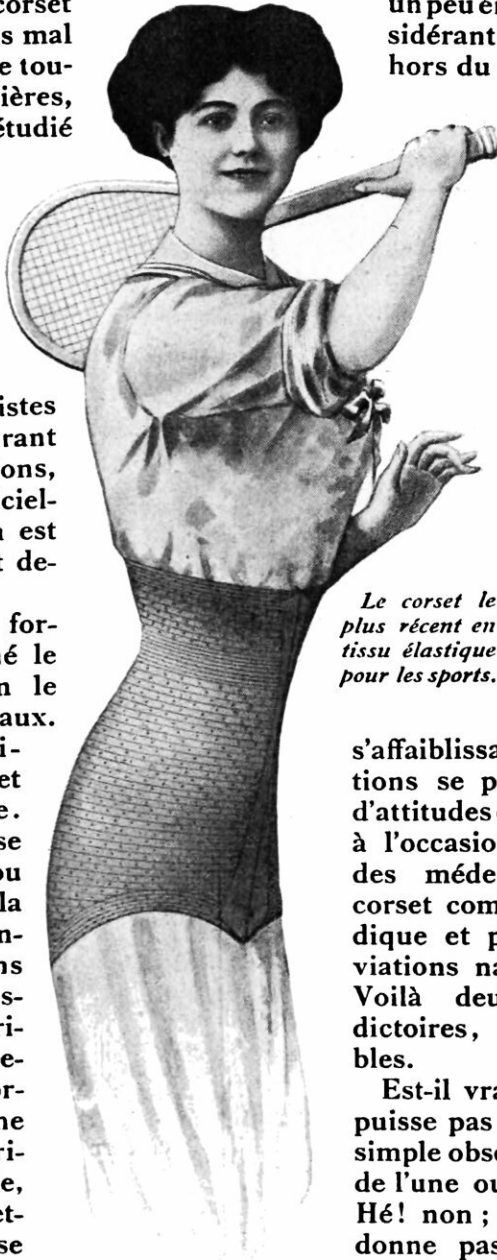 corset
s mal
e tou-
ières,
étudié
istes
rant
ons,
ciel-
est
t de-
for-
é le
n le
aux.
i-
et
e.
se
ou
la
n-
ns
s-
ri-
e-
or-
ne
ri-
e,
et-
se
un peu
sidérant
hors du
Le corset le
plus récent en
tissu élastique
pour les sports.
s'affaiblissa
tions se p
d'attitudes
à l'occasio
des méde
corset com
dique et p
viations na
Voilà deu
dictoires,
bles.
Est-il vra
puisse pas
simple obse
de l'une ou
Hé! non ;
donne pas